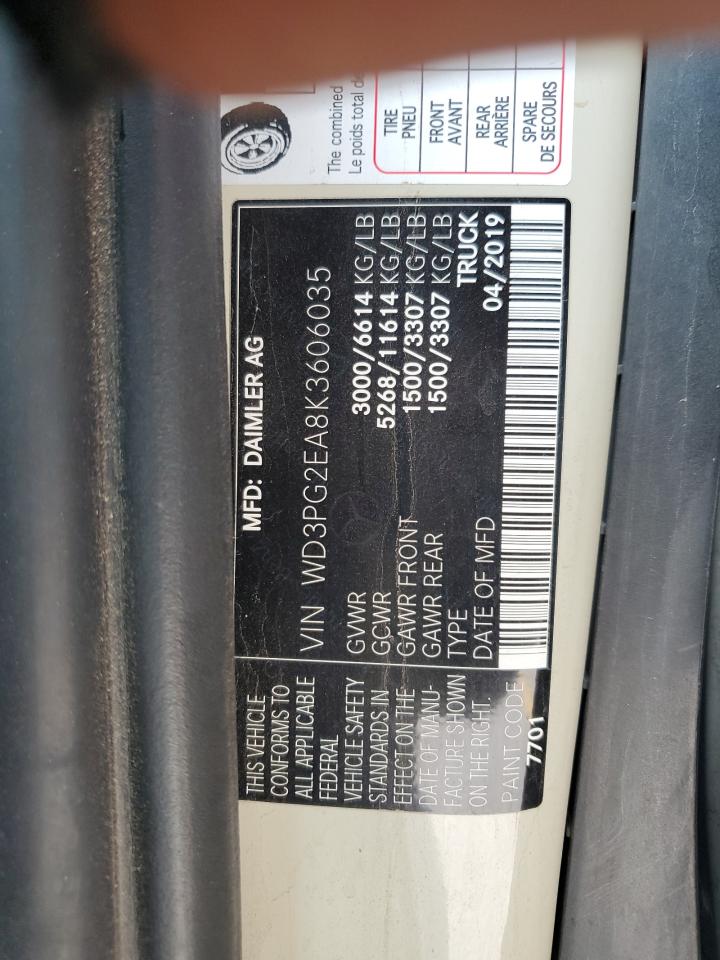 THIS VEHICLE
CONFORMS TO
ALL APPLICABLE
FEDERAL
VEHICLE SAFETY
STANDARDS IN
EFFECT ON THE
DATE OF MANU-
FACTURE SHOWN
ON THE RIGHT.
PAINT CODE
7701
MFD: DAIMLER AG
VIN WD3PG2EA8K3606035
GVWR 3000/6614 KG/LB
GCWR 5268/11614 KG/LB
GAWR FRONT 1500/3307 KG/LB
GAWR REAR 1500/3307 KG/LB
TYPE TRUCK
DATE OF MFD 04/2019
The combined
Le poids total
TIRE
PNEU
FRONT
AVANT
REAR
ARRIÈRE
SPARE
DE SECOURS